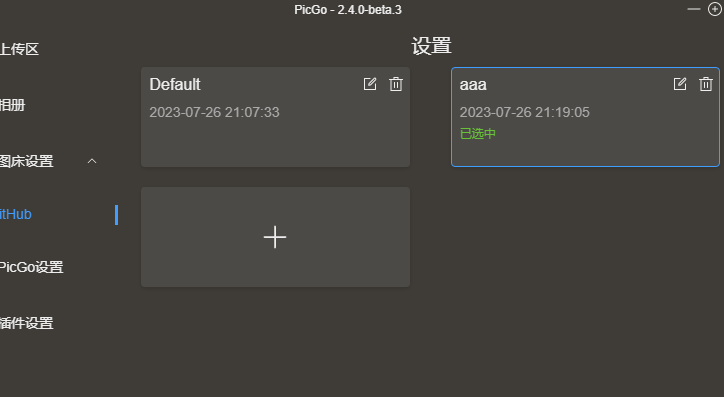 PicGo - 2.4.0-beta.3
上传区
相册
图床设置
itHub
PicGo设置
插件设置
设置
Default
2023-07-26 21:07:33
aaa
2023-07-26 21:19:05
已选中